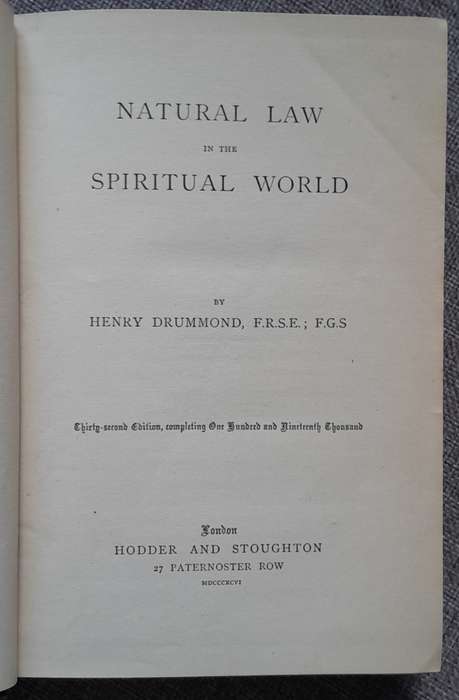 NATURAL LAW
IN THE
SPIRITUAL WORLD
BY
HENRY DRUMMOND, F.R.S.E.; F.G.S
Thirty-second Edition, completing One Hundred and Nineteenth Thousand
London
HODDER AND STOUGHTON
27 PATERNOSTER ROW
MDCCCXCVI